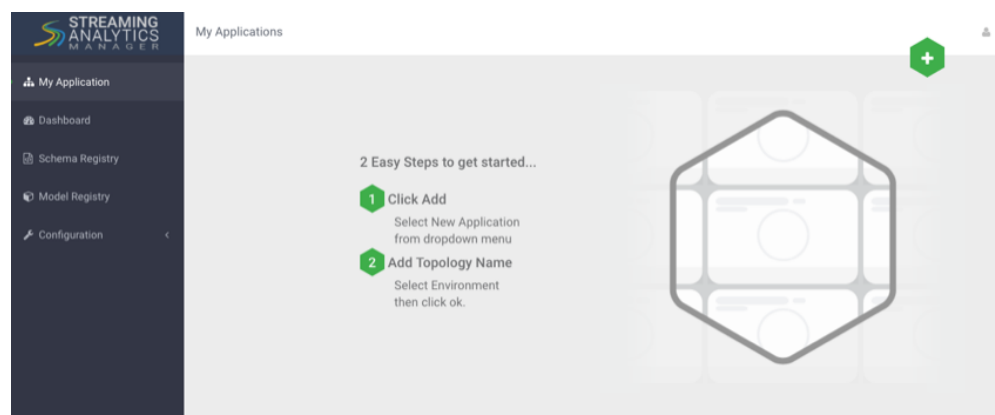 STREAMING
ANALYTICS
MANAGER
My Applications
+
My Application
Dashboard
Schema Registry
Model Registry
Configuration <
2 Easy Steps to get started...
1 Click Add
Select New Application
from dropdown menu
2 Add Topology Name
Select Environment
then click ok.